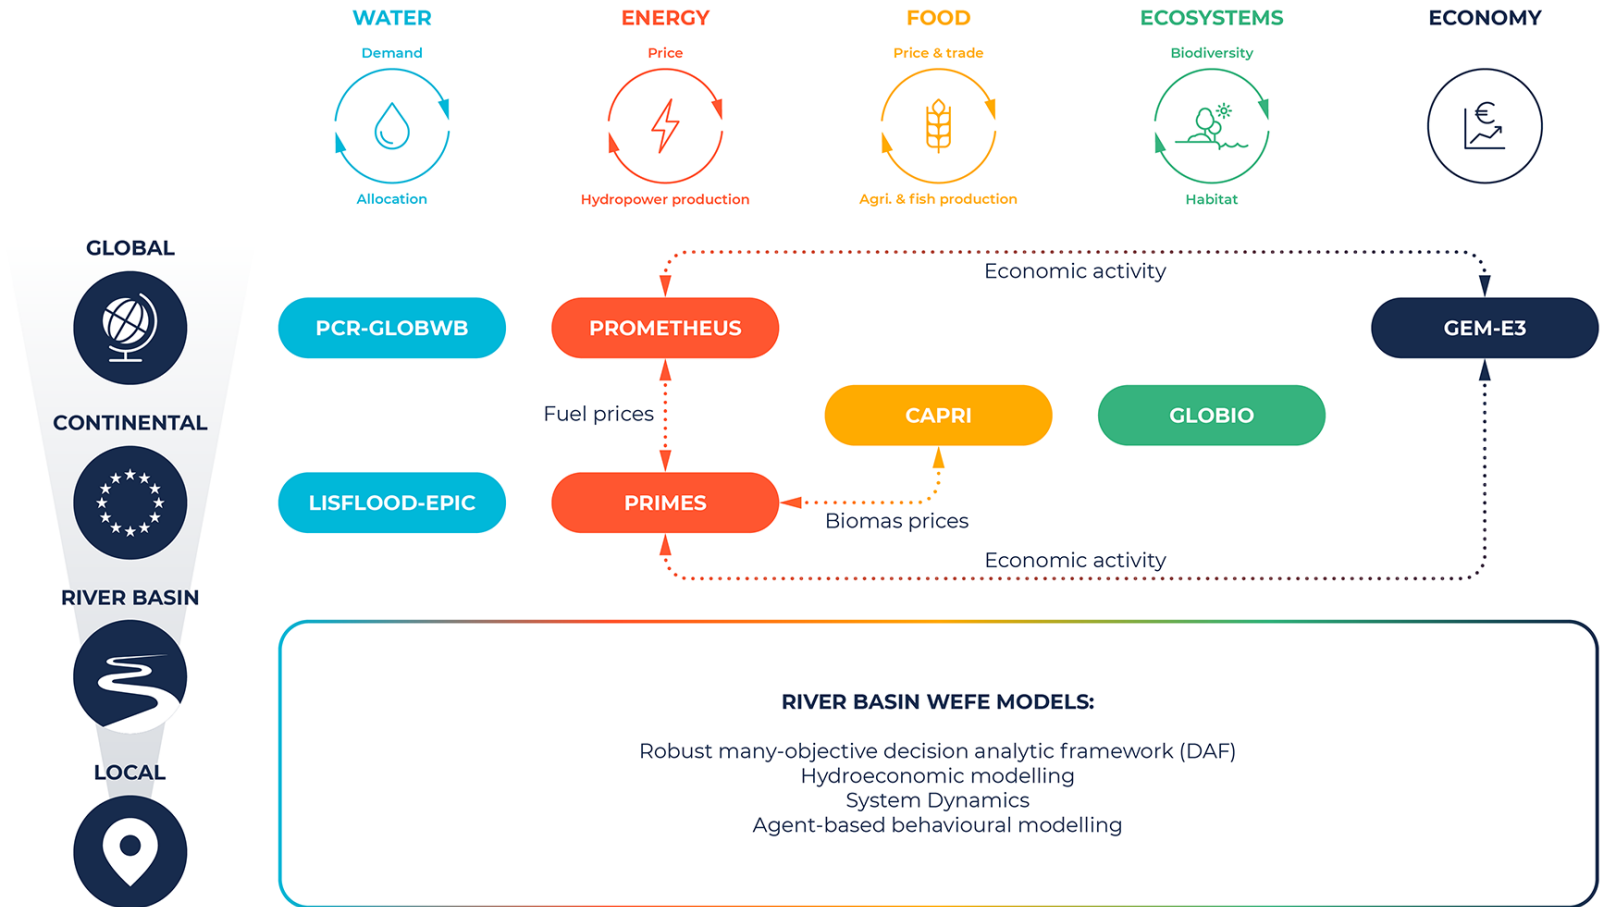 WATER
ENERGY
FOOD
ECOSYSTEMS
ECONOMY
Demand
Price
Price & trade
Biodiversity
€
Allocation
Hydropower production
Agri. & fish production
Habitat
GLOBAL
Economic activity
PCR-GLOBWB
PROMETHEUS
GEM-E3
Fuel prices
CAPRI
GLOBIO
CONTINENTAL
LISFLOOD-EPIC
PRIMES
Biomas prices
Economic activity
RIVER BASIN
RIVER BASIN WEFE MODELS:
Robust many-objective decision analytic framework (DAF)
Hydroeconomic modelling
System Dynamics
Agent-based behavioural modelling
LOCAL